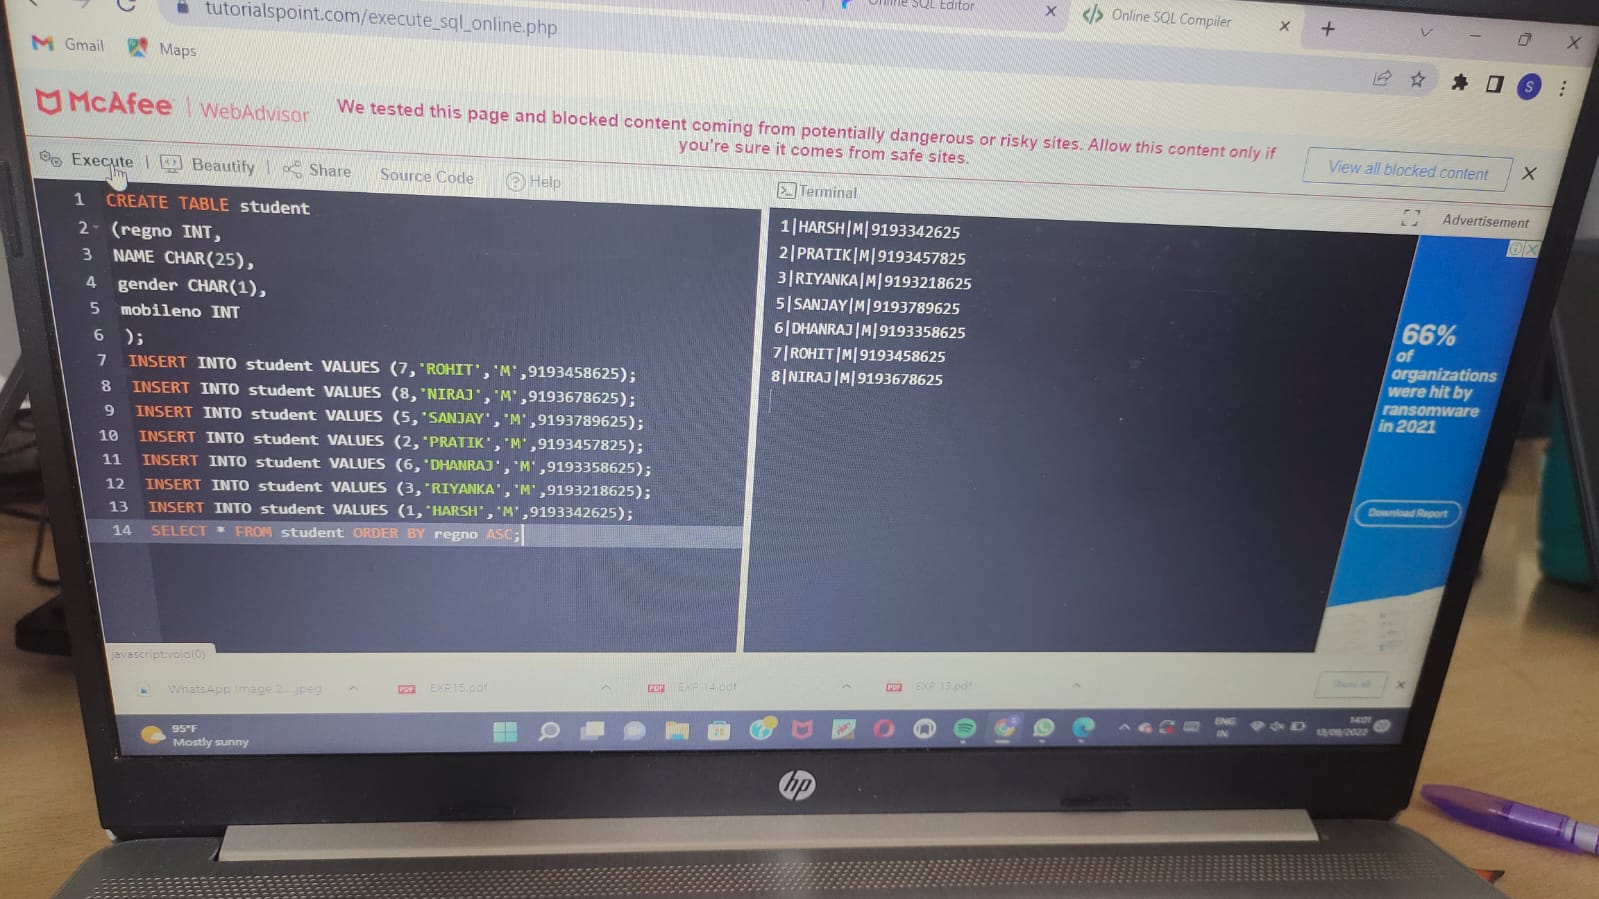 tutorialspoint.com/execute_sql_online.php
Online SQL Editor
Online SQL Compiler
Gmail
Maps
S
McAfee | WebAdvisor
We tested this page and blocked content coming from potentially dangerous or risky sites. Allow this content only if
you're sure it comes from safe sites.
View all blocked content
Execute | Beautify | Share Source Code Help
Terminal
Advertisement
1 CREATE TABLE student
2 (regno INT,
3 NAME CHAR(25),
4 gender CHAR(1),
5 mobileno INT
6 );
7 INSERT INTO student VALUES (7,'ROHIT','M',9193458625);
8 INSERT INTO student VALUES (8,'NIRAJ','M',9193678625);
9 INSERT INTO student VALUES (5,'SANJAY','M',9193789625);
10 INSERT INTO student VALUES (2,'PRATIK','M',9193457825);
11 INSERT INTO student VALUES (6,'DHANRAJ','M',9193358625);
12 INSERT INTO student VALUES (3,'RIYANKA','M',9193218625);
13 INSERT INTO student VALUES (1,'HARSH','M',9193342625);
14 SELECT * FROM student ORDER BY regno ASC;
1|HARSH|M|9193342625
2|PRATIK|M|9193457825
3|RIYANKA|M|9193218625
5|SANJAY|M|9193789625
6|DHANRAJ|M|9193358625
7|ROHIT|M|9193458625
8|NIRAJ|M|9193678625
66%
of
organizations
were hit by
ransomware
in 2021
Download Report
javascript:void(0)
WhatsApp Image 2....jpeg
EXP15.pdf
EXP 14.pdf
EXP 13.pdf
Show all
95°F
Mostly sunny
ENG
IN
14:01
13/09/2022
hp